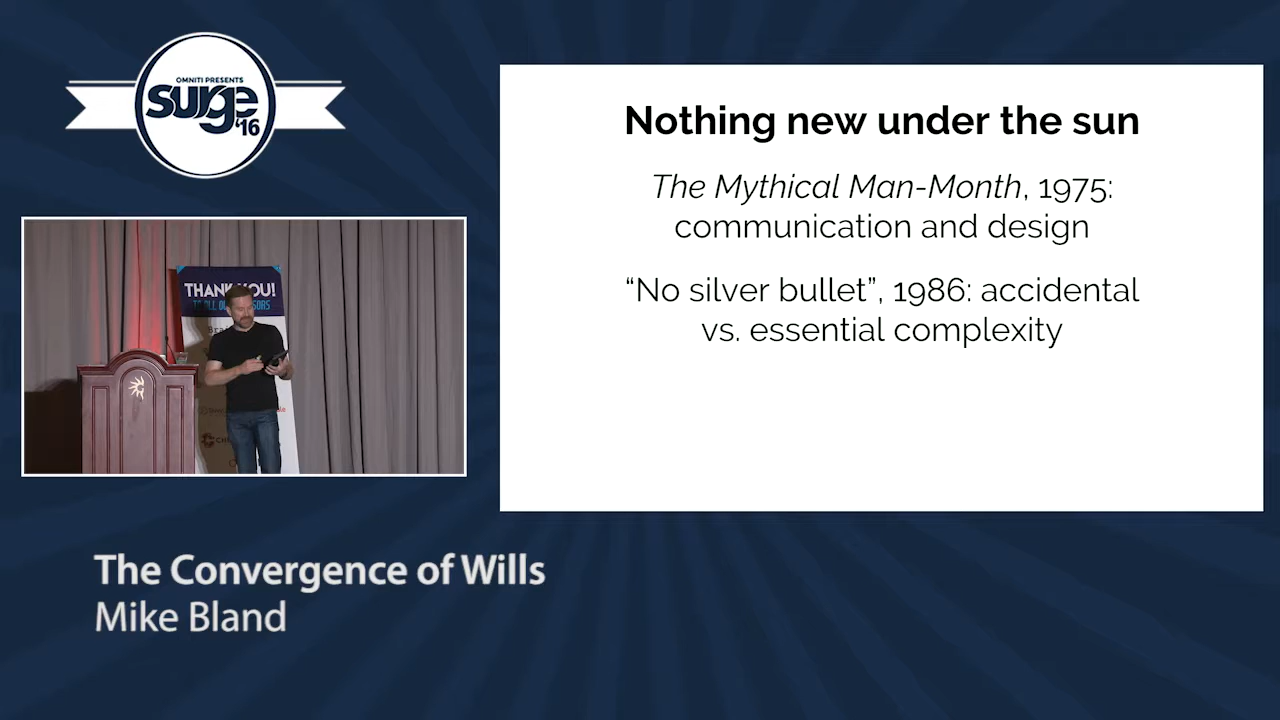 OMNITI PRESENTS
surge
'16
Nothing new under the sun
The Mythical Man-Month, 1975:
communication and design
“No silver bullet”, 1986: accidental
vs. essential complexity
THANK YOU!
The Convergence of Wills
Mike Bland